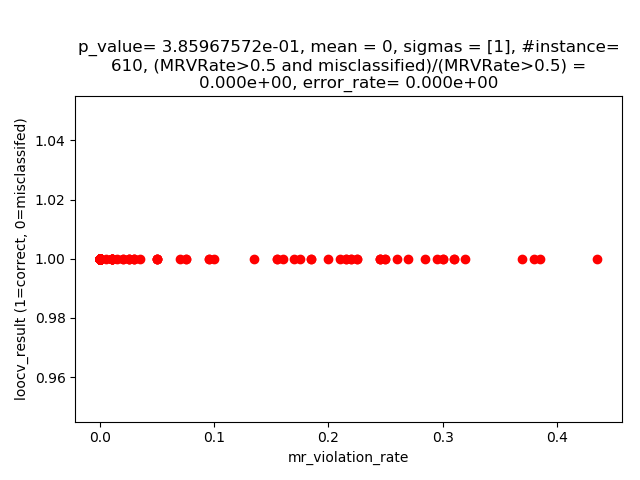 p_value= 3.85967572e-01, mean = 0, sigmas = [1], #instance=
610, (MRVRate>0.5 and misclassified)/(MRVRate>0.5) =
0.000e+00, error_rate= 0.000e+00
1.04
1.02
1.00
0.98
0.96
loocv_result (1=correct, 0=misclassifed)
0.0 0.1 0.2 0.3 0.4
mr_violation_rate